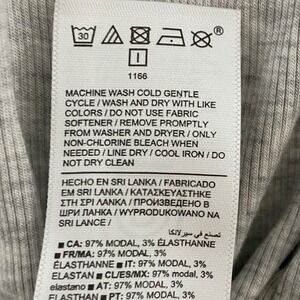 30
®
I
1166
MACHINE WASH COLD GENTLE
CYCLE / WASH AND DRY WITH LIKE
COLORS / DO NOT USE FABRIC
SOFTENER / REMOVE PROMPTLY
FROM WASHER AND DRYER / ONLY
NON-CHLORINE BLEACH WHEN
NEEDED / LINE DRY / COOL IRON / DO
NOT DRY CLEAN
HECHO EN SRI LANKA / FABRICADO
EM SRI LANKA / ΚΑΤΑΣΚΕΥΑΣΤΗΚΕ
ΣΤΗ ΣΡΙ ΛΑΝΚΑ / ПРОИЗВЕДЕНО В
ШРИ ЛАНКА / WYPRODUKOWANO NA
SRI LANCE / تصنع في سيرلانكا
CA: 97% MODAL, 3% ÉLASTHANNE
FR/MA: 97% MODAL, 3%
ÉLASTHANNE IT: 97% MODAL, 3%
ELASTAN CL/ES/MX: 97% modal, 3%
elastano AT: 97% MODAL, 3%
ELASTHAN PT: 97% MODAL, 3%